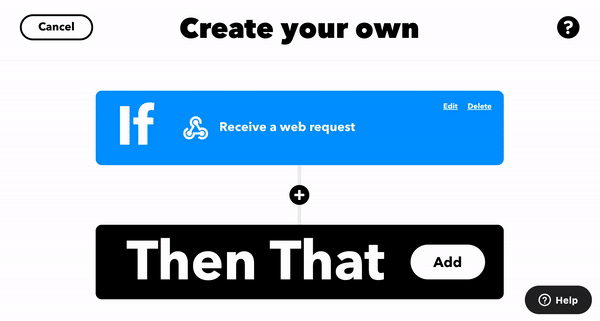 Cancel
Create your own
?
If
Receive a web request
Edit
Delete
+
Then That
Add
? Help